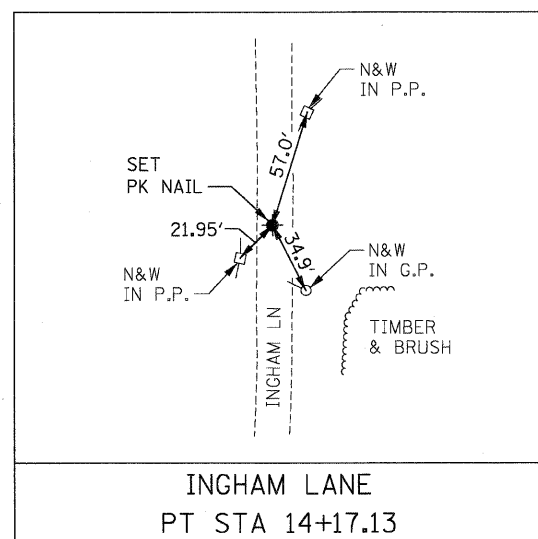 N&W
IN P.P.
57.0'
SET
PK NAIL
21.95'
34.9'
N&W
IN P.P.
N&W
IN G.P.
TIMBER
& BRUSH
INGHAM LN
INGHAM LANE
PT STA 14+17.13